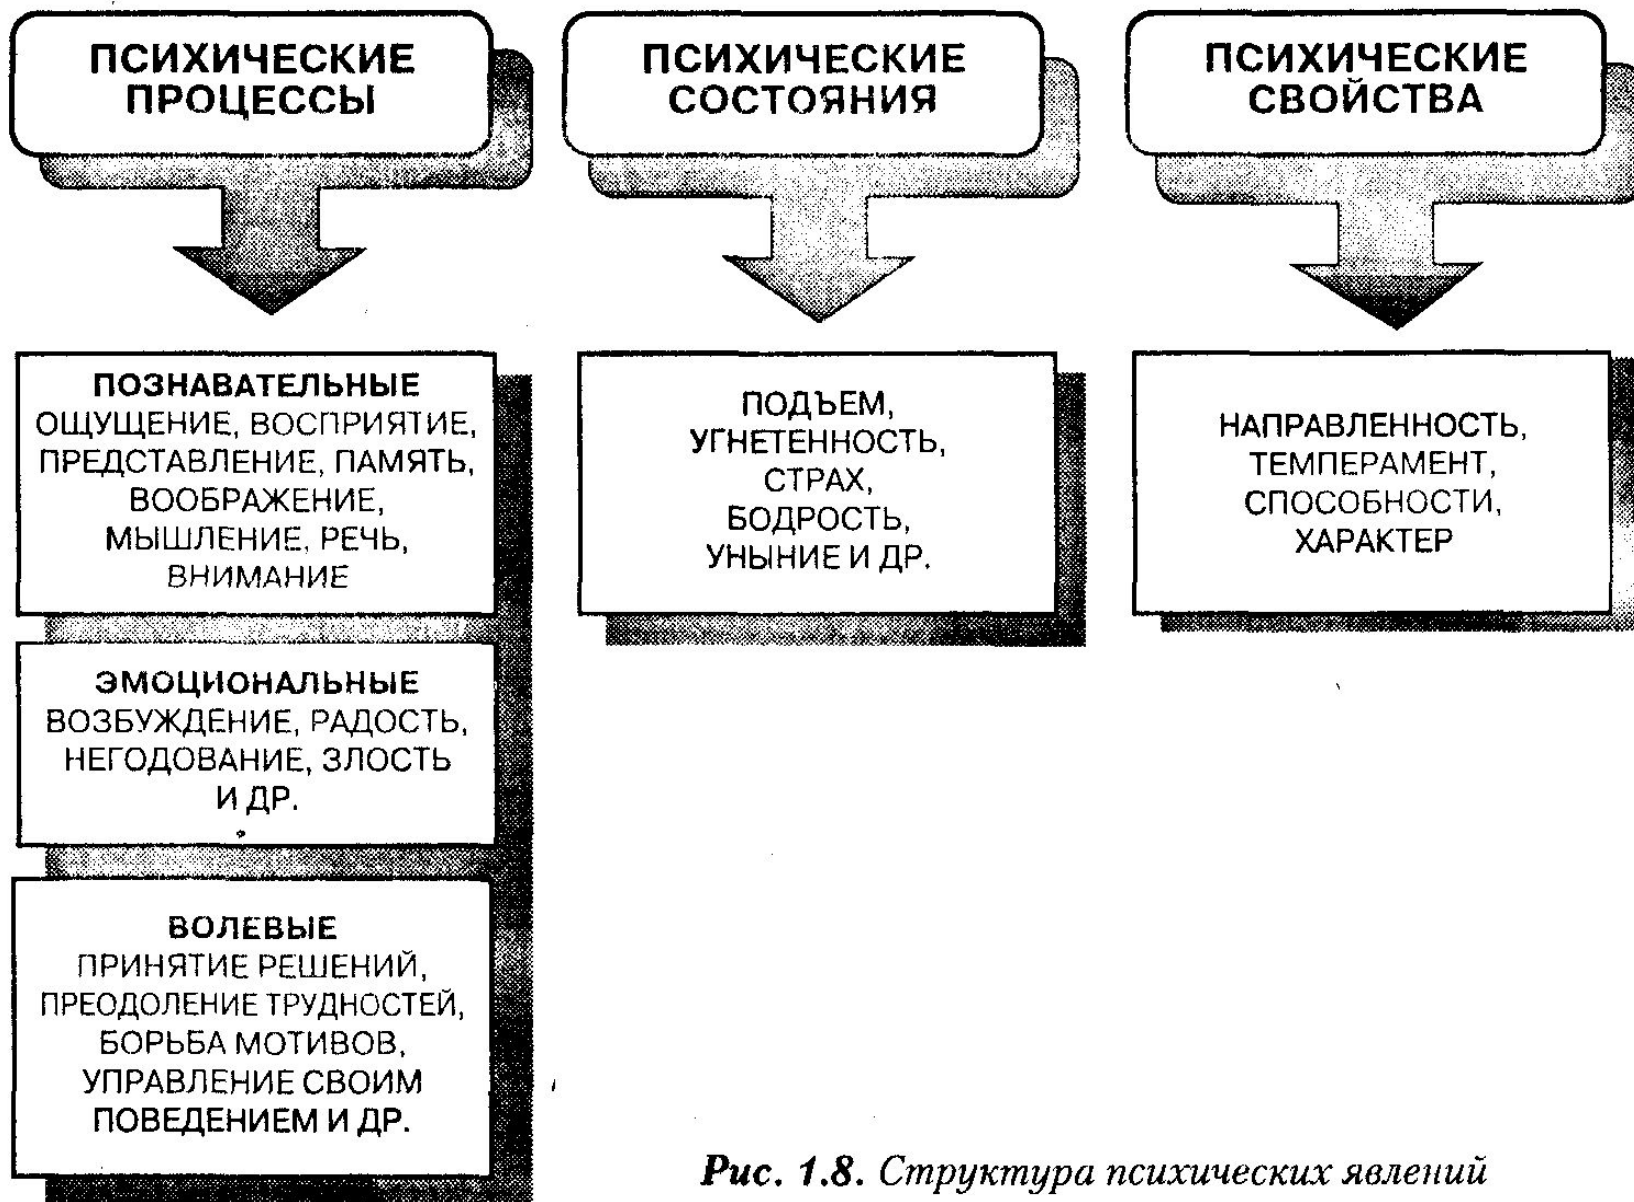 ПСИХИЧЕСКИЕ
ПРОЦЕССЫ
ПСИХИЧЕСКИЕ
СОСТОЯНИЯ
ПСИХИЧЕСКИЕ
СВОЙСТВА
ПОЗНАВАТЕЛЬНЫЕ
ОЩУЩЕНИЕ, ВОСПРИЯТИЕ,
ПРЕДСТАВЛЕНИЕ, ПАМЯТЬ,
ВООБРАЖЕНИЕ,
МЫШЛЕНИЕ, РЕЧЬ,
ВНИМАНИЕ
ЭМОЦИОНАЛЬНЫЕ
ВОЗБУЖДЕНИЕ, РАДОСТЬ,
НЕГОДОВАНИЕ, ЗЛОСТЬ
И ДР.
ВОЛЕВЫЕ
ПРИНЯТИЕ РЕШЕНИЙ,
ПРЕОДОЛЕНИЕ ТРУДНОСТЕЙ,
БОРЬБА МОТИВОВ,
УПРАВЛЕНИЕ СВОИМ
ПОВЕДЕНИЕМ И ДР.
ПОДЪЕМ,
УГНЕТЕННОСТЬ,
СТРАХ,
БОДРОСТЬ,
УНЫНИЕ И ДР.
НАПРАВЛЕННОСТЬ,
ТЕМПЕРАМЕНТ,
СПОСОБНОСТИ,
ХАРАКТЕР
Рис. 1.8. Структура психических явлений